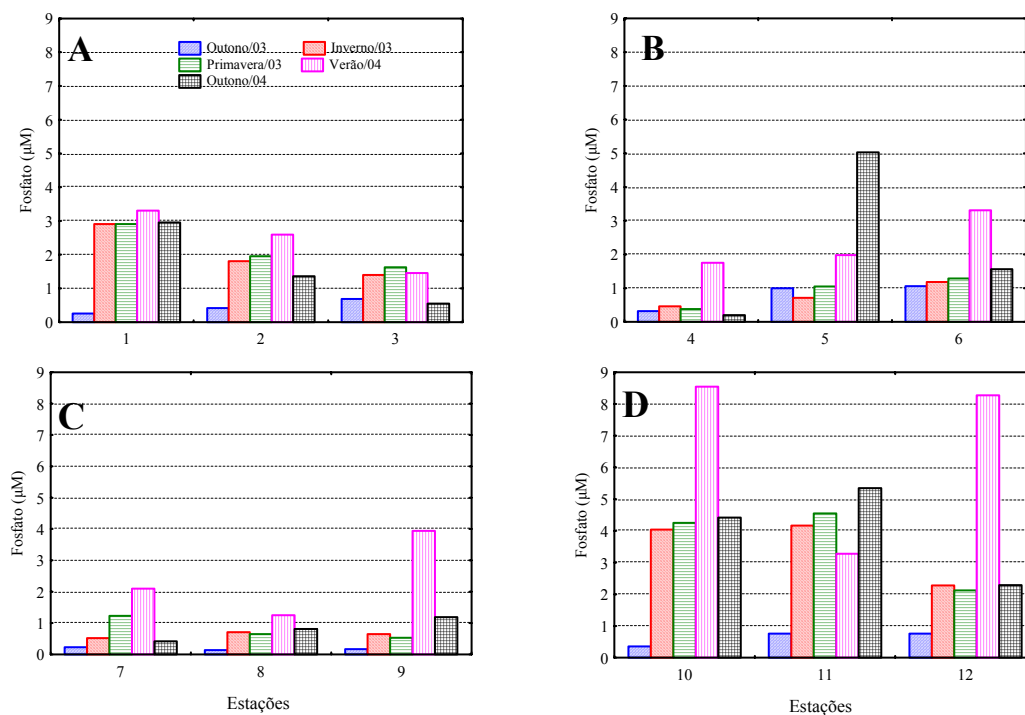 A
Outono/03 Inverno/03
Primavera/03 Verão/04
Outono/04
Fosfato (µM)
9
8
7
6
5
4
3
2
1
0
1 2 3
B
Fosfato (µM)
9
8
7
6
5
4
3
2
1
0
4 5 6
C
Fosfato (µM)
9
8
7
6
5
4
3
2
1
0
7 8 9
Estações
D
Fosfato (µM)
9
8
7
6
5
4
3
2
1
0
10 11 12
Estações